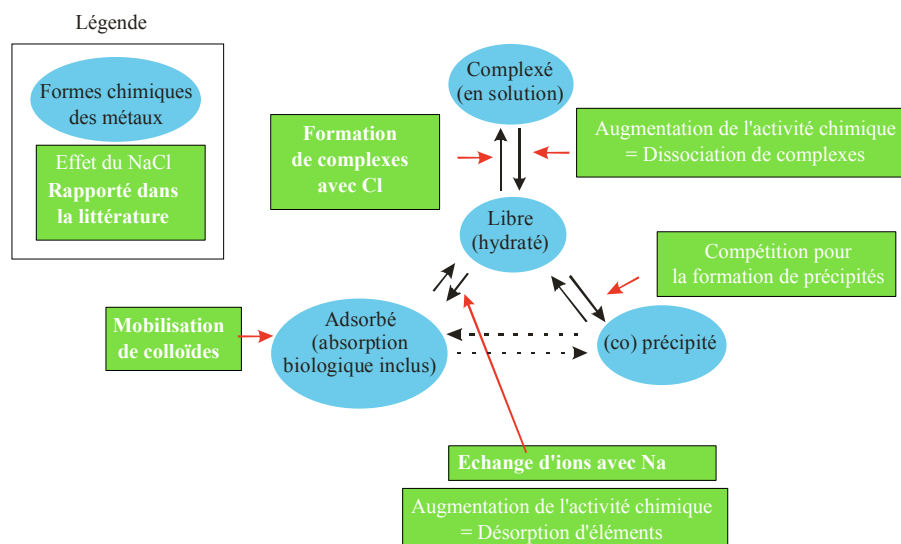 Légende
Formes chimiques
des métaux
Effet du NaCl
Rapporté dans
la littérature
Complexé
(en solution)
Formation
de complexes
avec Cl
Augmentation de l'activité chimique
= Dissociation de complexes
Libre
(hydraté)
Compétition pour
la formation de précipités
Mobilisation
de colloïdes
Adsorbé
(absorption
biologique inclus)
(co) précipité
Echange d'ions avec Na
Augmentation de l'activité chimique
= Désorption d'éléments